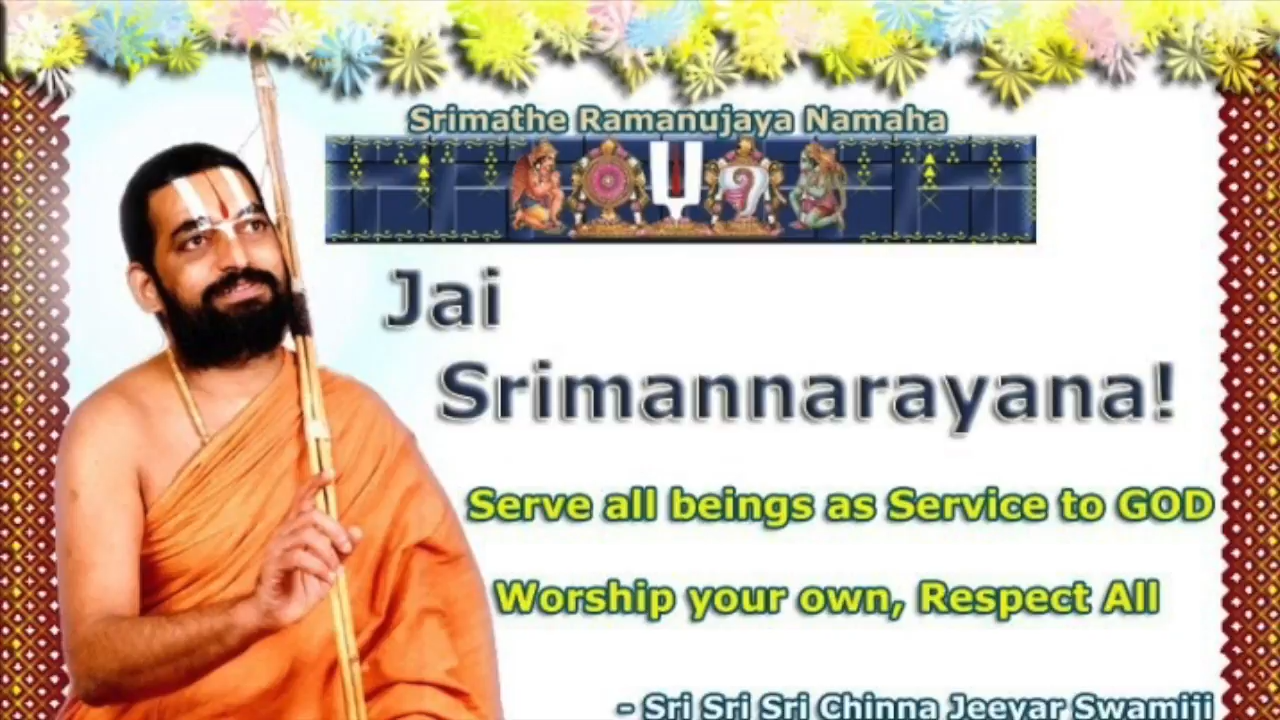 Srimathe Ramanujaya Namaha
Jai
Srimannarayana!
Serve all beings as Service to GOD
Worship your own, Respect All
- Sri Sri Sri Chinna Jeeyar Swamiji